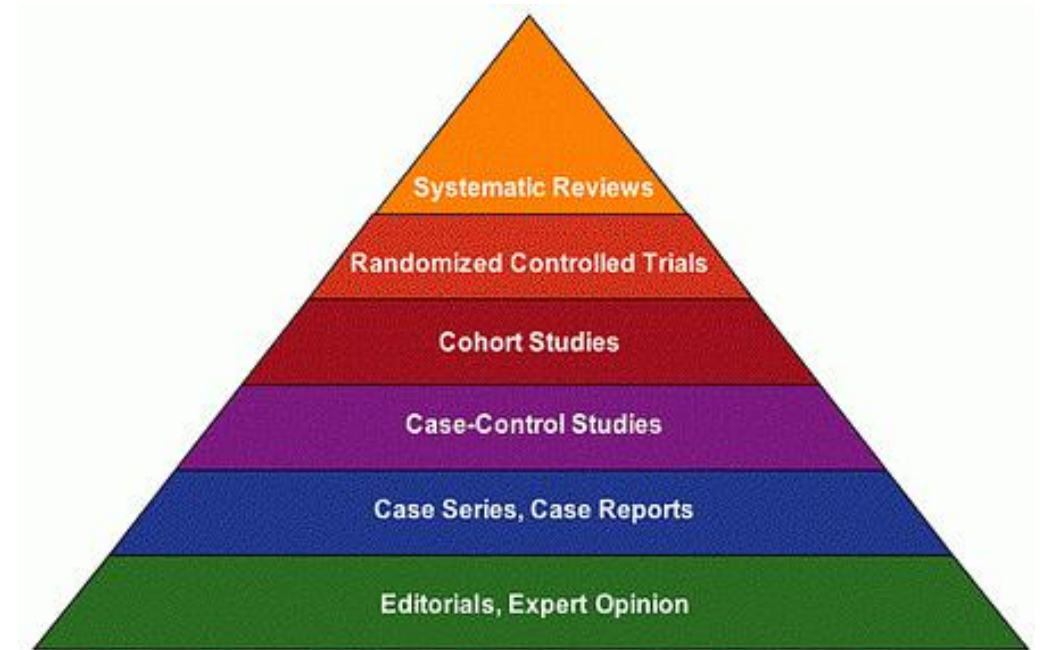 Systematic Reviews
Randomized Controlled Trials
Cohort Studies
Case-Control Studies
Case Series, Case Reports
Editorials, Expert Opinion